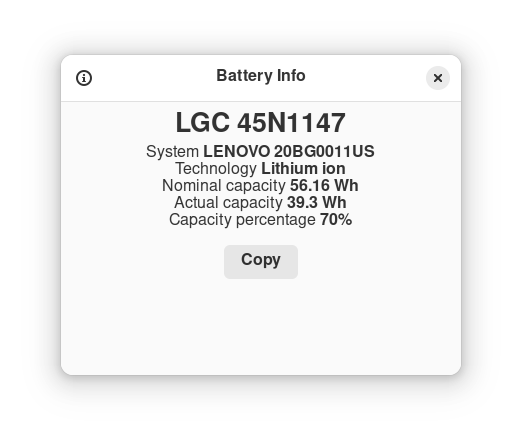 Battery Info
LGC 45N1147
System LENOVO 20BG0011US
Technology Lithium ion
Nominal capacity 56.16 Wh
Actual capacity 39.3 Wh
Capacity percentage 70%
Copy